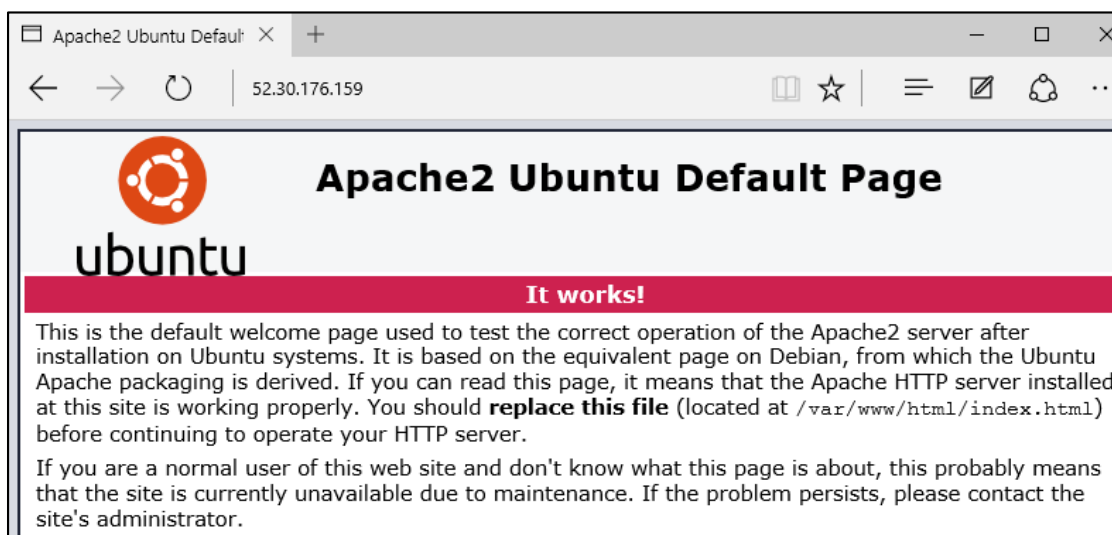 Apache2 Ubuntu Default
52.30.176.159
Apache2 Ubuntu Default Page
ubuntu
It works!
This is the default welcome page used to test the correct operation of the Apache2 server after
installation on Ubuntu systems. It is based on the equivalent page on Debian, from which the Ubuntu
Apache packaging is derived. If you can read this page, it means that the Apache HTTP server installed
at this site is working properly. You should replace this file (located at /var/www/html/index.html)
before continuing to operate your HTTP server.
If you are a normal user of this web site and don't know what this page is about, this probably means
that the site is currently unavailable due to maintenance. If the problem persists, please contact the
site's administrator.